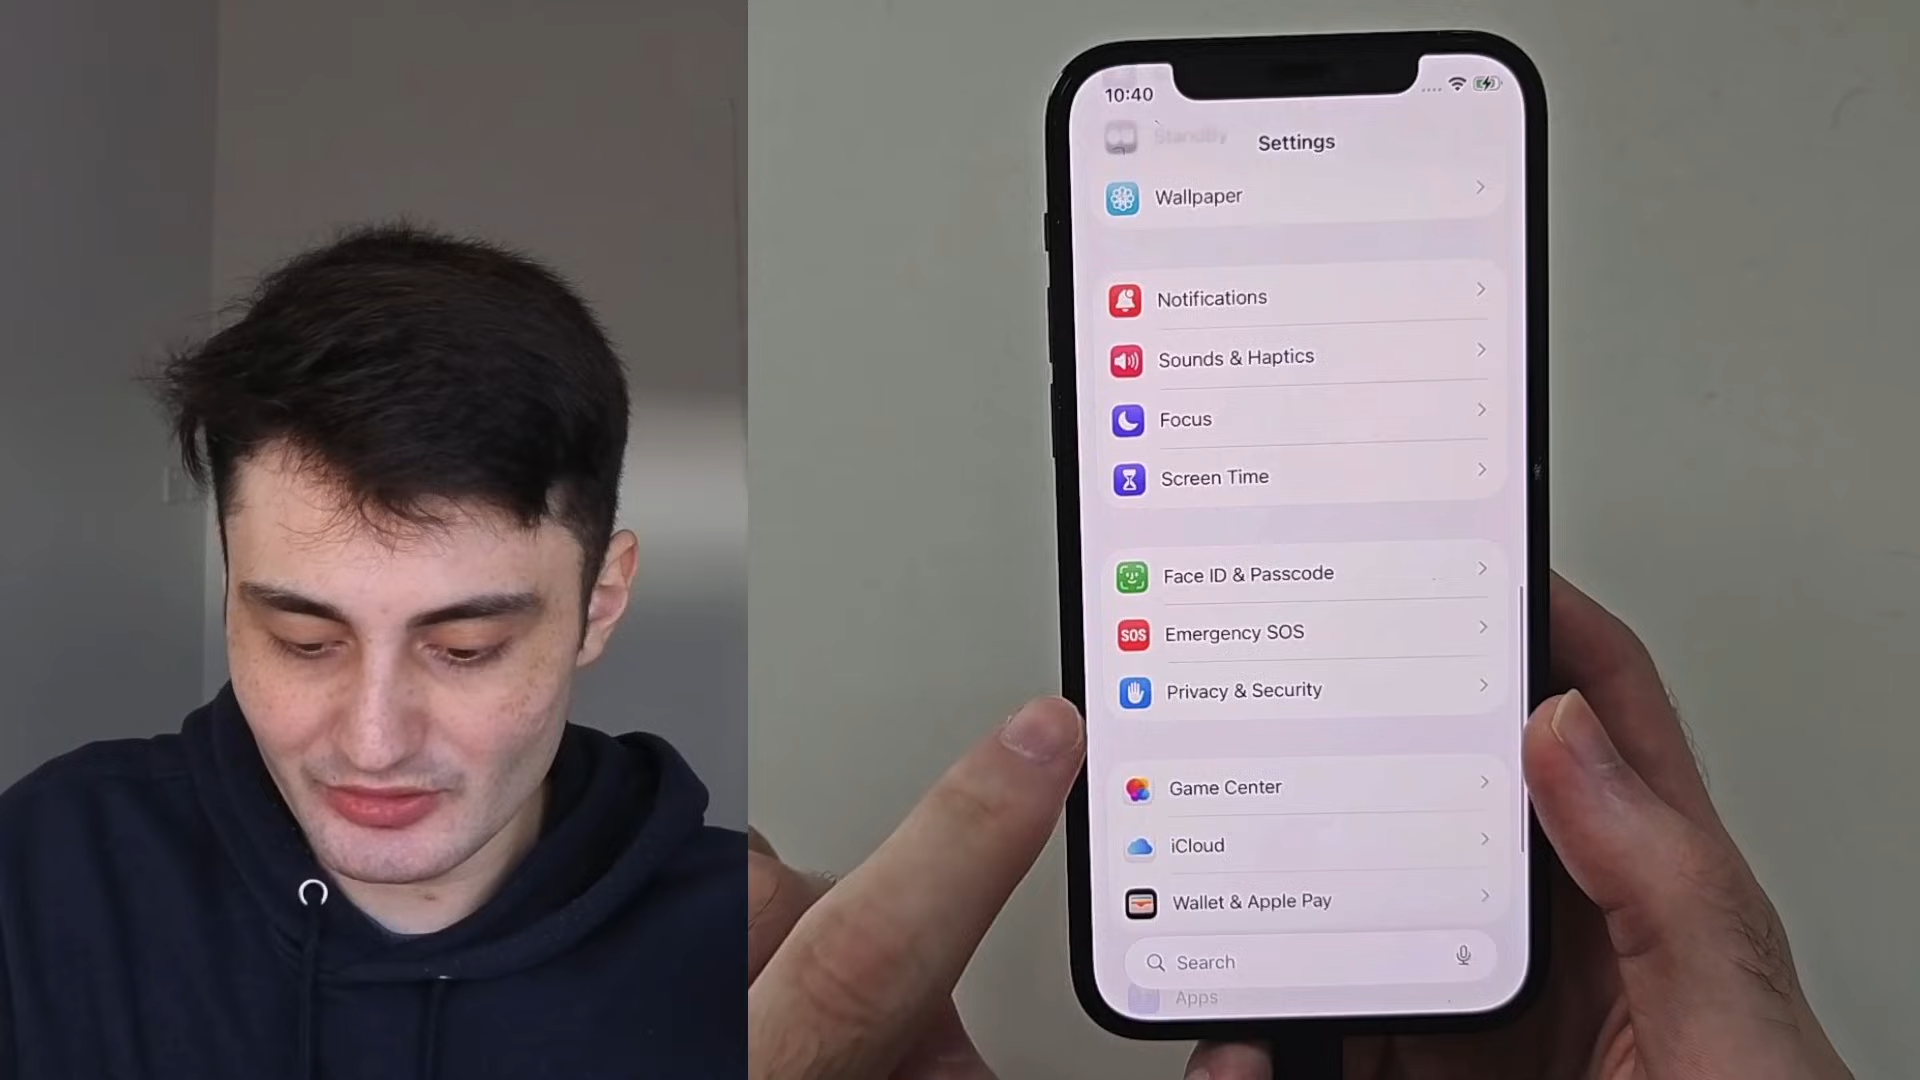 10:40
StandBy
Settings
Wallpaper
Notifications
Sounds & Haptics
Focus
Screen Time
Face ID & Passcode
SOS Emergency SOS
Privacy & Security
Game Center
iCloud
Wallet & Apple Pay
Search
Apps